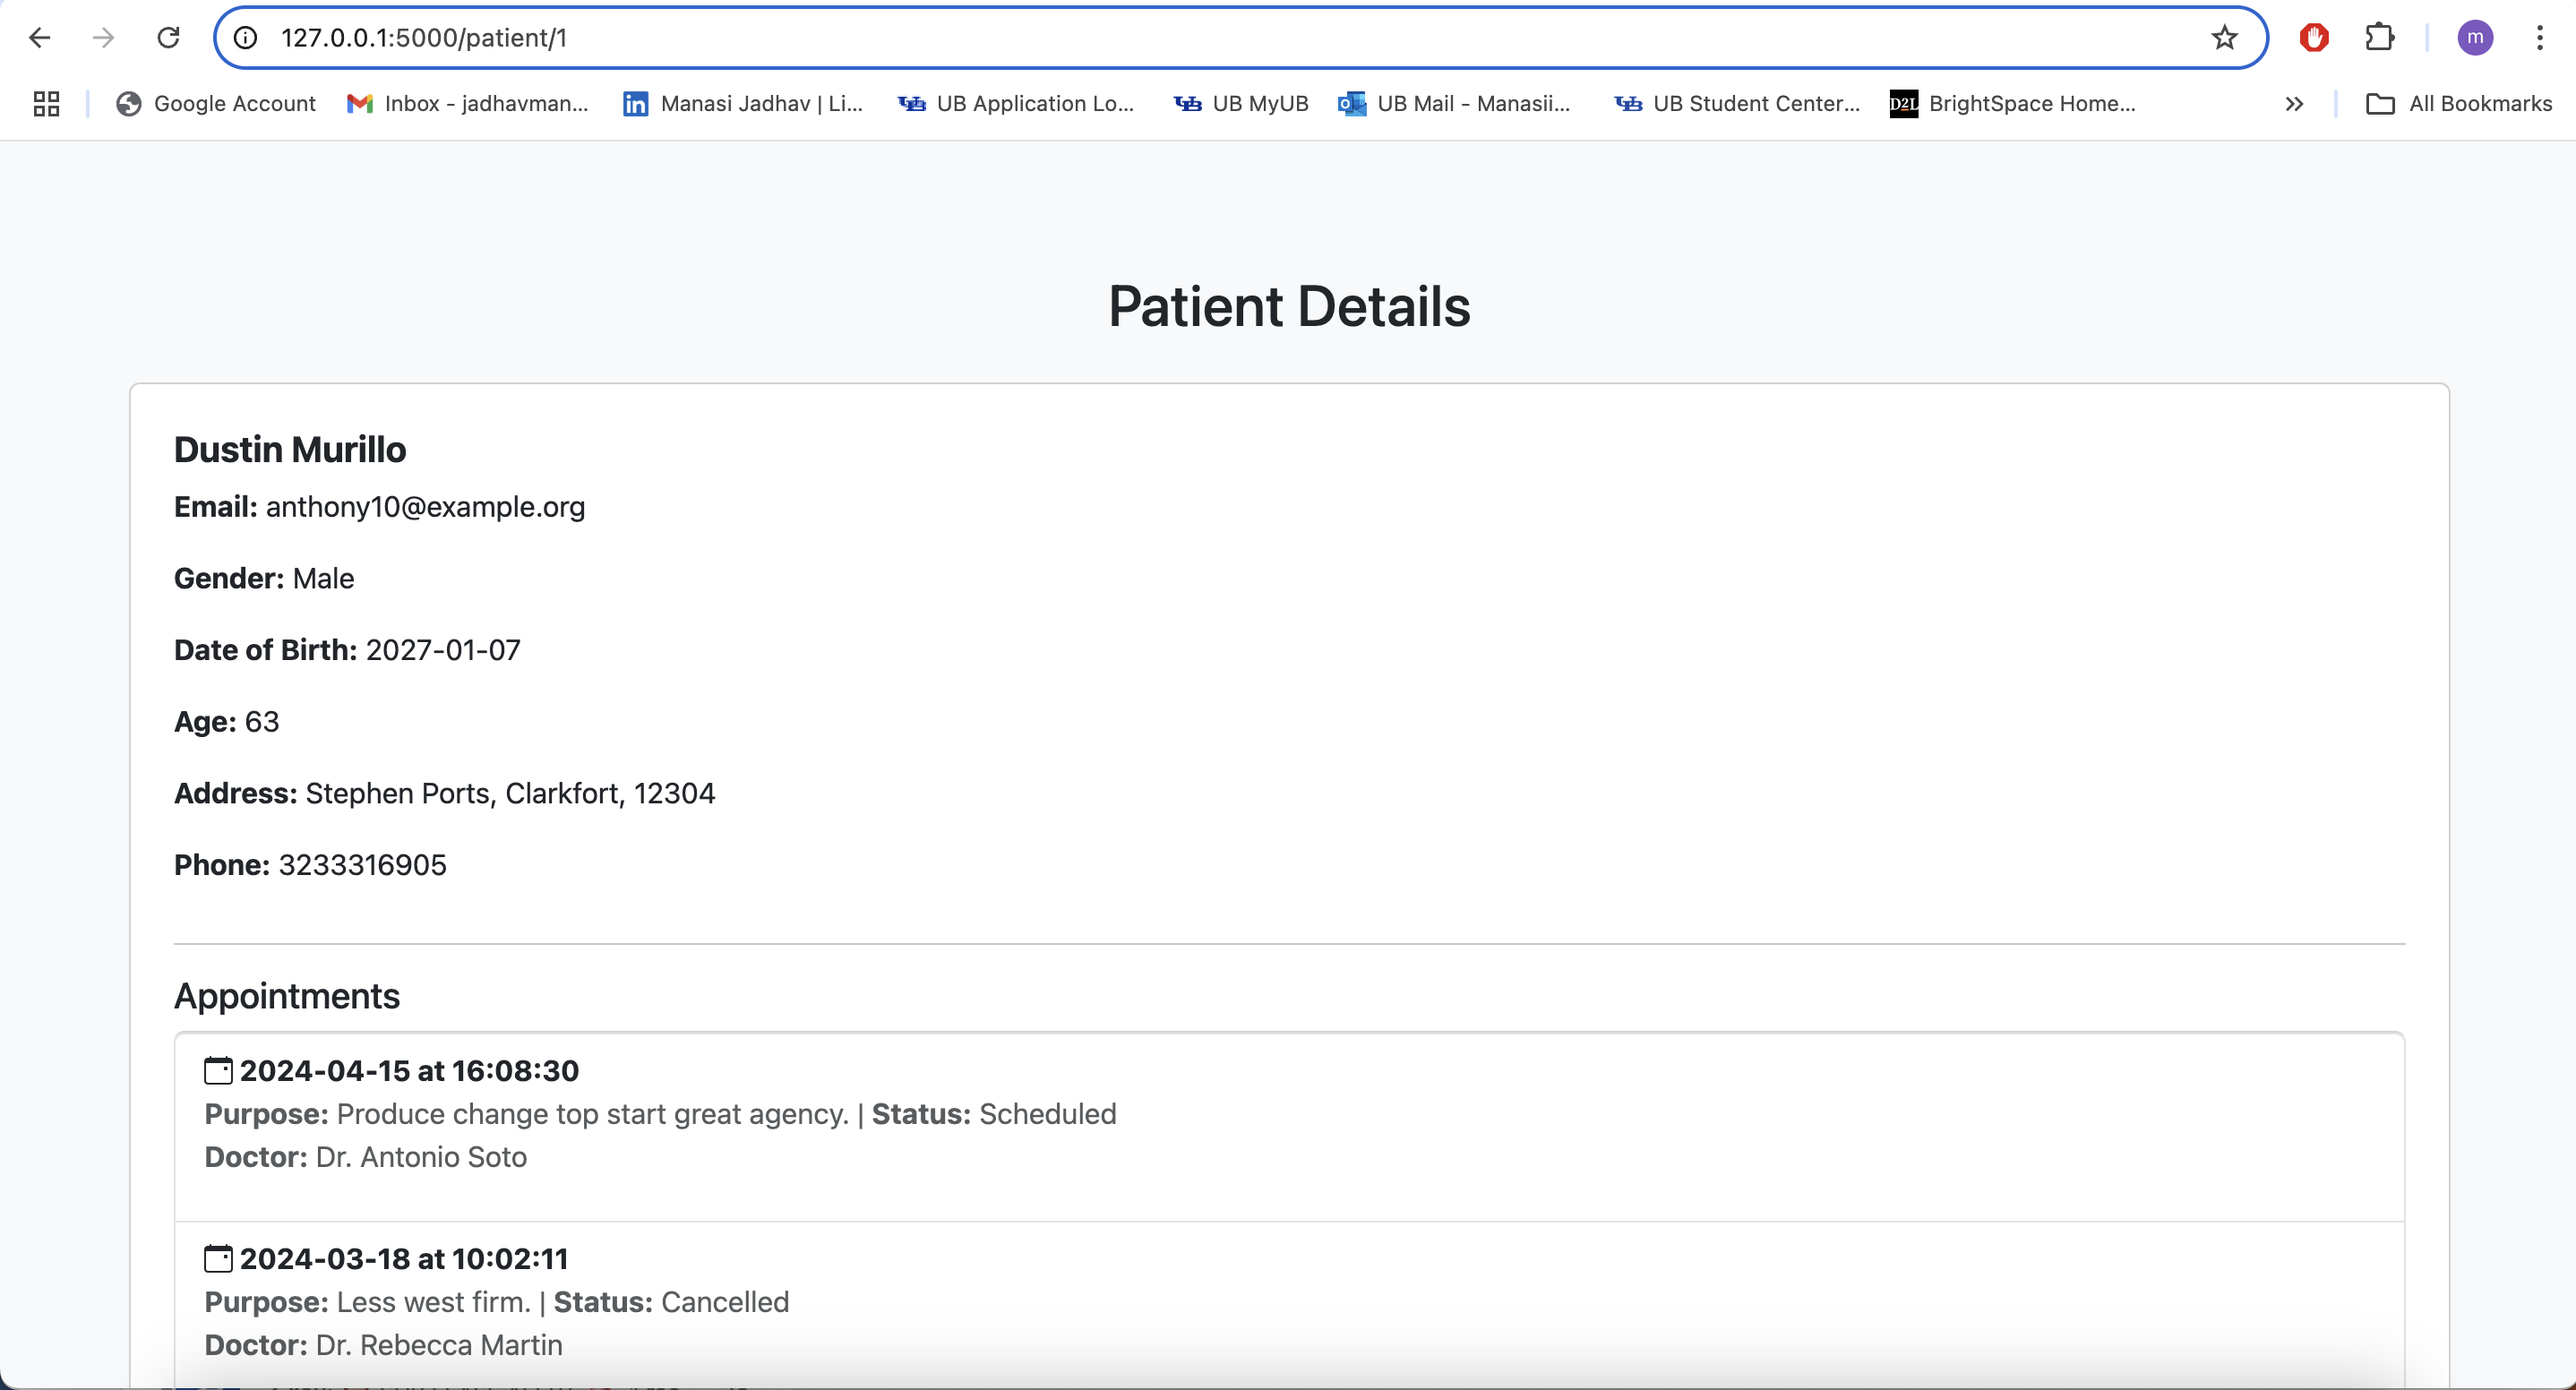 127.0.0.1:5000/patient/1
m
Google Account
Inbox - jadhavman...
in
Manasi Jadhav | Li...
UB Application Lo...
UB MyUB
UB Mail - Manasii...
UB Student Center...
D2L
BrightSpace Home...
All Bookmarks
Patient Details
Dustin Murillo
Email: anthony10@example.org
Gender: Male
Date of Birth: 2027-01-07
Age: 63
Address: Stephen Ports, Clarkfort, 12304
Phone: 3233316905
Appointments
2024-04-15 at 16:08:30
Purpose: Produce change top start great agency. | Status: Scheduled
Doctor: Dr. Antonio Soto
2024-03-18 at 10:02:11
Purpose: Less west firm. | Status: Cancelled
Doctor: Dr. Rebecca Martin